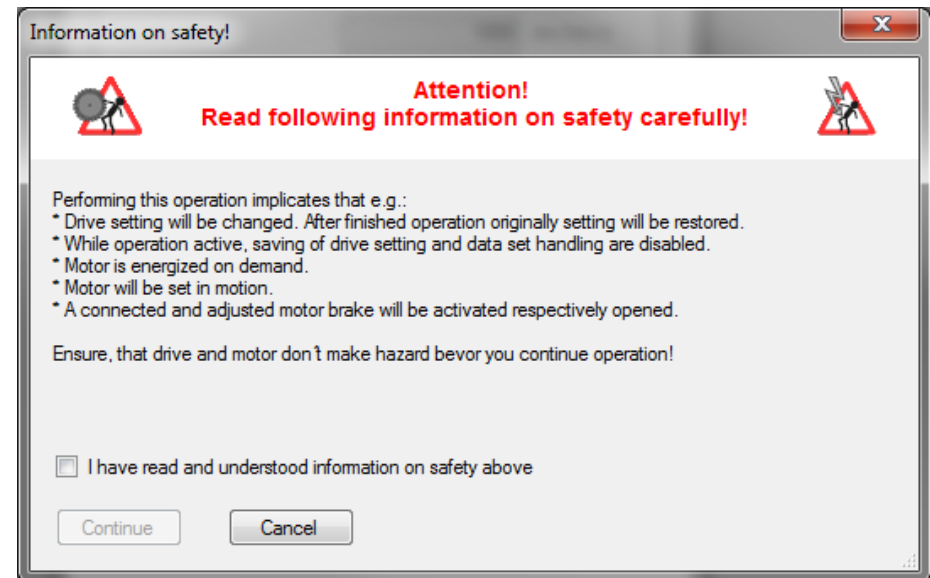 Information on safety!
Attention!
Read following information on safety carefully!
Performing this operation implicates that e.g.:
* Drive setting will be changed. After finished operation originally setting will be restored.
* While operation active, saving of drive setting and data set handling are disabled.
* Motor is energized on demand.
* Motor will be set in motion.
* A connected and adjusted motor brake will be activated respectively opened.
Ensure, that drive and motor don't make hazard bevor you continue operation!
I have read and understood information on safety above
Continue
Cancel